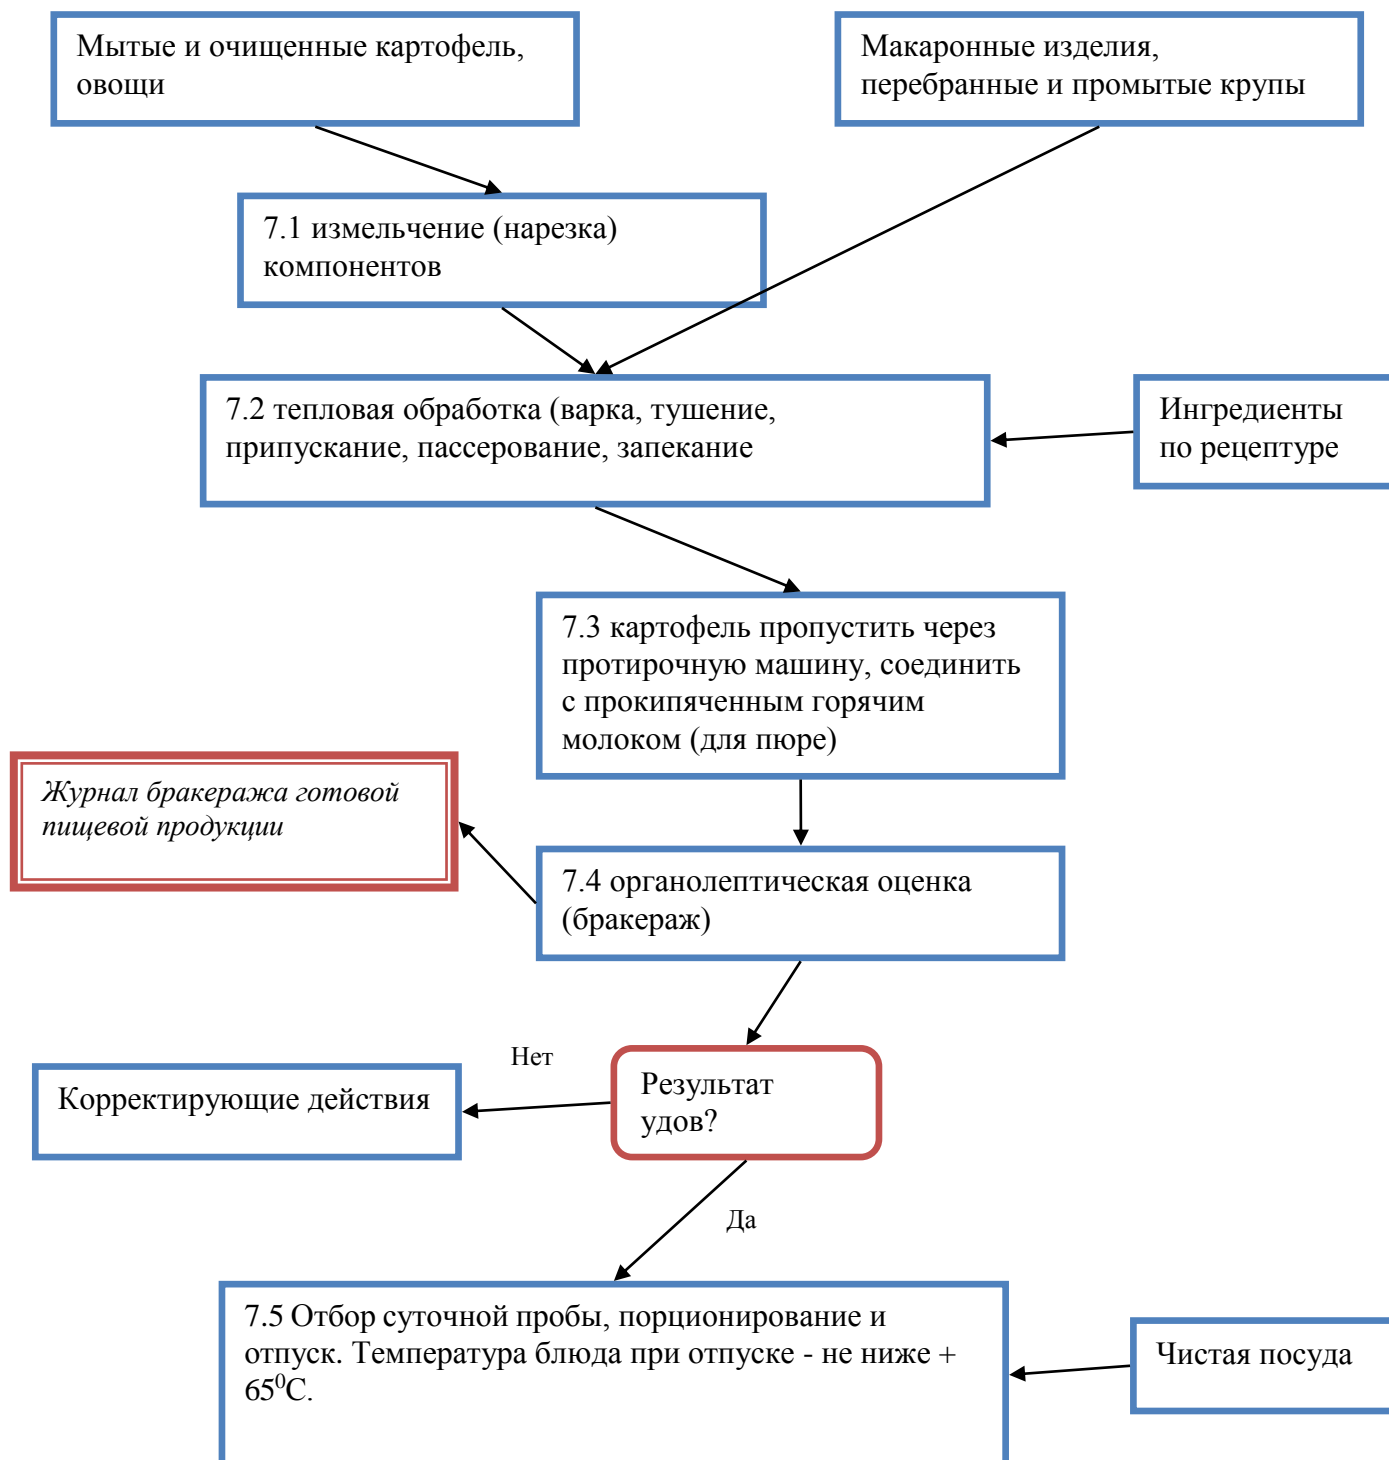 Мытые и очищенные картофель,
овощи
Макаронные изделия,
перебранные и промытые крупы
7.1 измельчение (нарезка)
компонентов
7.2 тепловая обработка (варка, тушение,
припускание, пассерование, запекание
Ингредиенты
по рецептуре
7.3 картофель пропустить через
протирочную машину, соединить
с прокипяченным горячим
молоком (для пюре)
Журнал бракеража готовой
пищевой продукции
7.4 органолептическая оценка
(бракераж)
Нет
Корректирующие действия
Результат
удов?
Да
7.5 Отбор суточной пробы, порционирование и
отпуск. Температура блюда при отпуске - не ниже +
65⁰С.
Чистая посуда